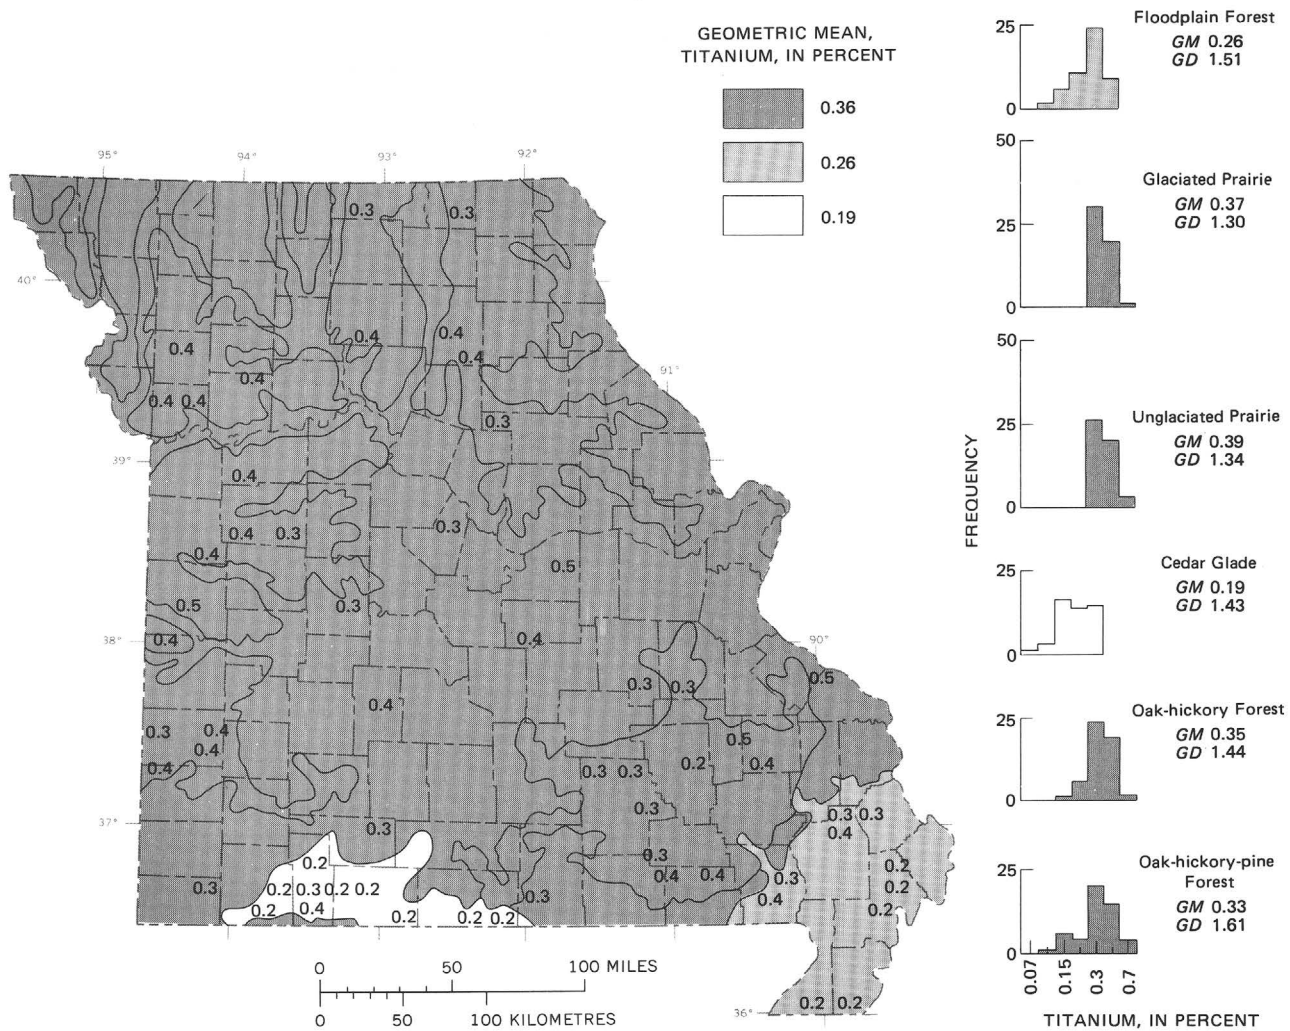 GEOMETRIC MEAN,
TITANIUM, IN PERCENT
0.36
0.26
0.19
95° 94° 93° 92°
0.3 0.3
40°
0.4 0.4
0.4 0.4
0.4
91°
0.4 0.4
0.3
39°
0.4
0.4 0.3 0.3
0.4
0.5
0.5 0.3
38° 0.4 0.4 90°
0.3 0.3 0.5
0.4
0.3 0.4
0.4 0.5
0.4 0.3 0.3 0.2 0.4
0.3
37° 0.3 0.3 0.3
0.4
0.2 0.3
0.2
0.3 0.2 0.3 0.2 0.2 0.3 0.4 0.4 0.3 0.2
0.4
0.2 0.4 0.2 0.2 0.2 0.2
0.2 0.2
36°
0 50 100 MILES
0 50 100 KILOMETRES
FREQUENCY
Floodplain Forest
GM 0.26
GD 1.51
25
0
Glaciated Prairie
GM 0.37
GD 1.30
50
25
0
Unglaciated Prairie
GM 0.39
GD 1.34
50
25
0
Cedar Glade
GM 0.19
GD 1.43
25
0
Oak-hickory Forest
GM 0.35
GD 1.44
25
0
Oak-hickory-pine
Forest
GM 0.33
GD 1.61
25
0
0.07 0.15 0.3 0.7
TITANIUM, IN PERCENT